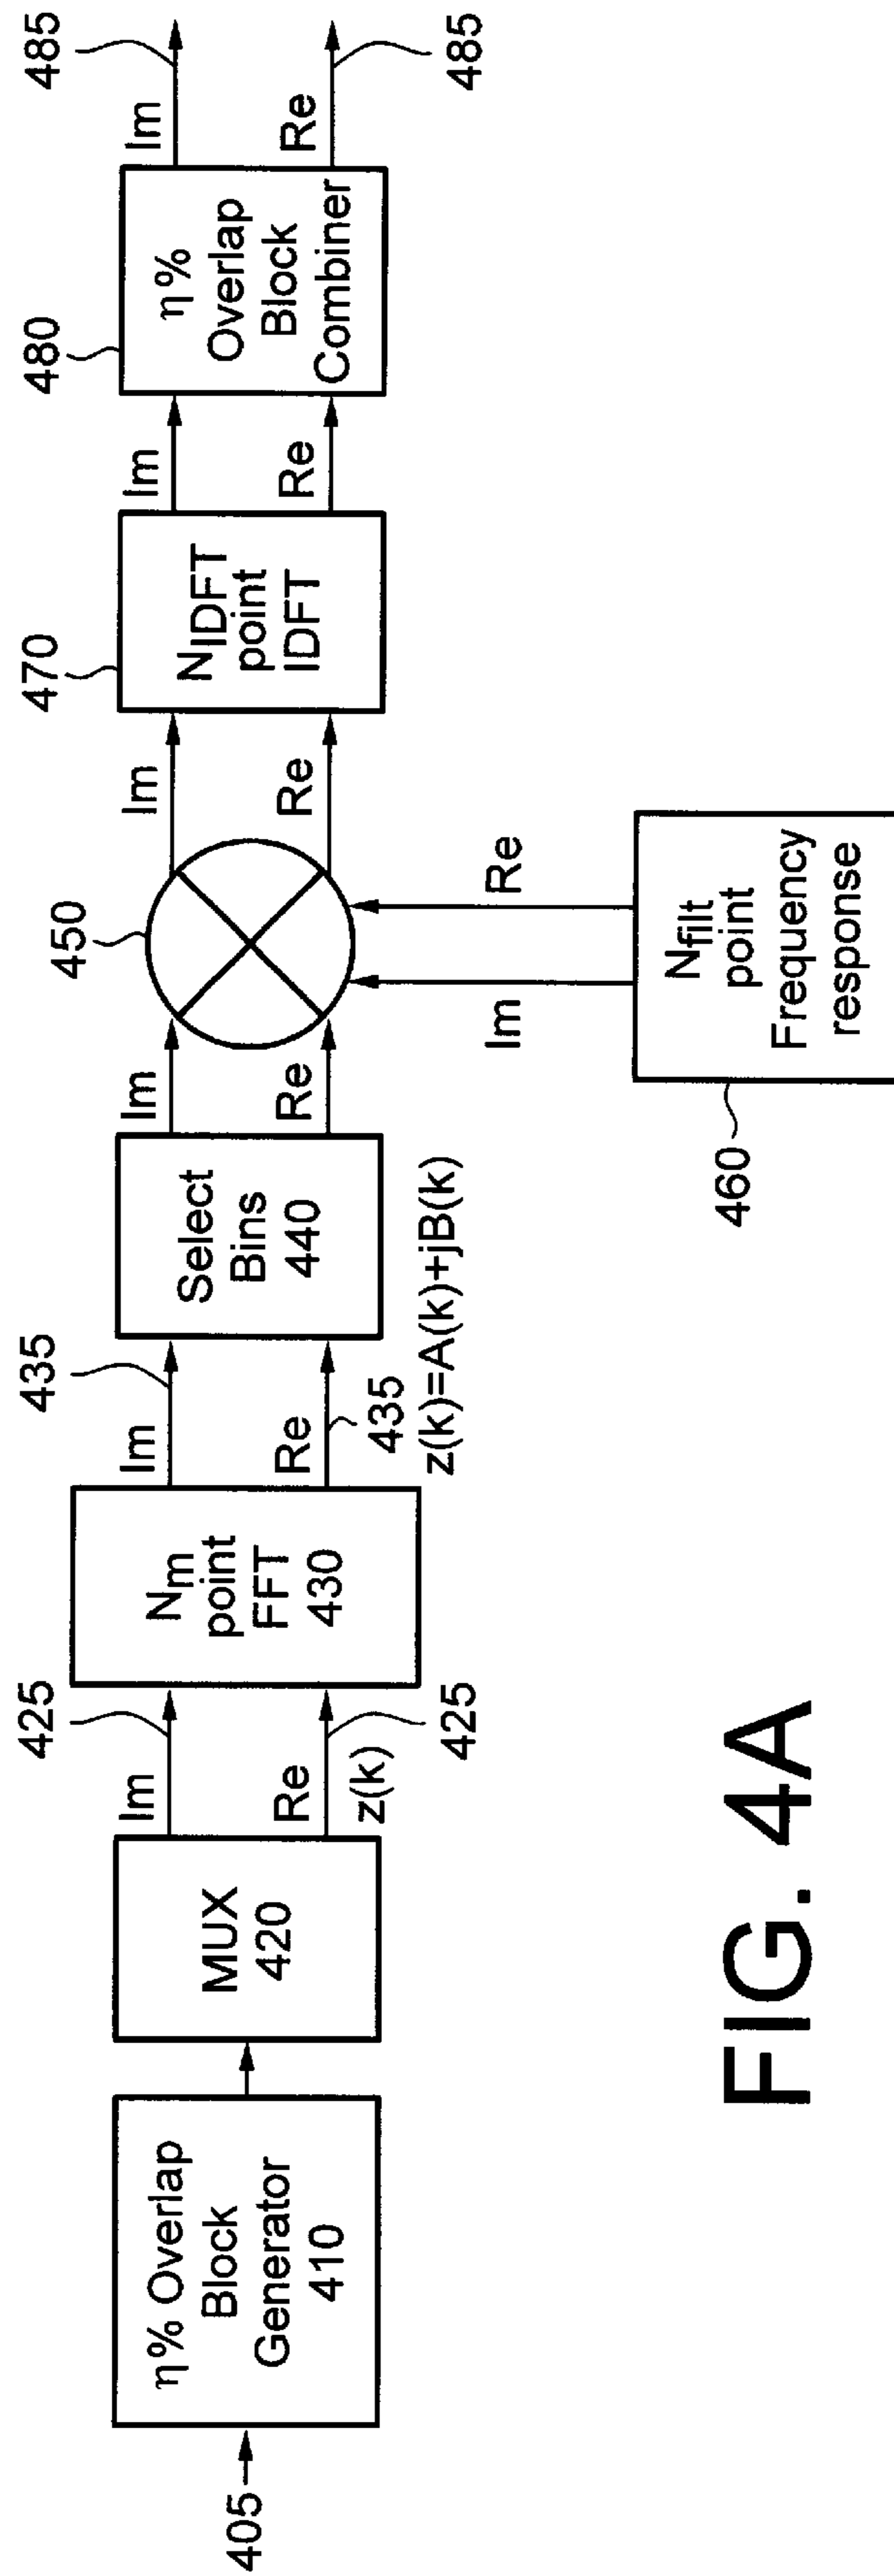 405
η% Overlap
Block
Generator
410
MUX
420
Im
425
Re
425
z(k)
Nm
point
FFT
430
Im
435
Re
435
z(k)=A(k)+jB(k)
Select
Bins
440
Im
Re
450
Im
Re
Nfilt
point
Frequency
response
460
Im
Re
NIDFT
point
IDFT
470
Im
Re
η%
Overlap
Block
Combiner
480
Im
485
Re
485
FIG. 4A